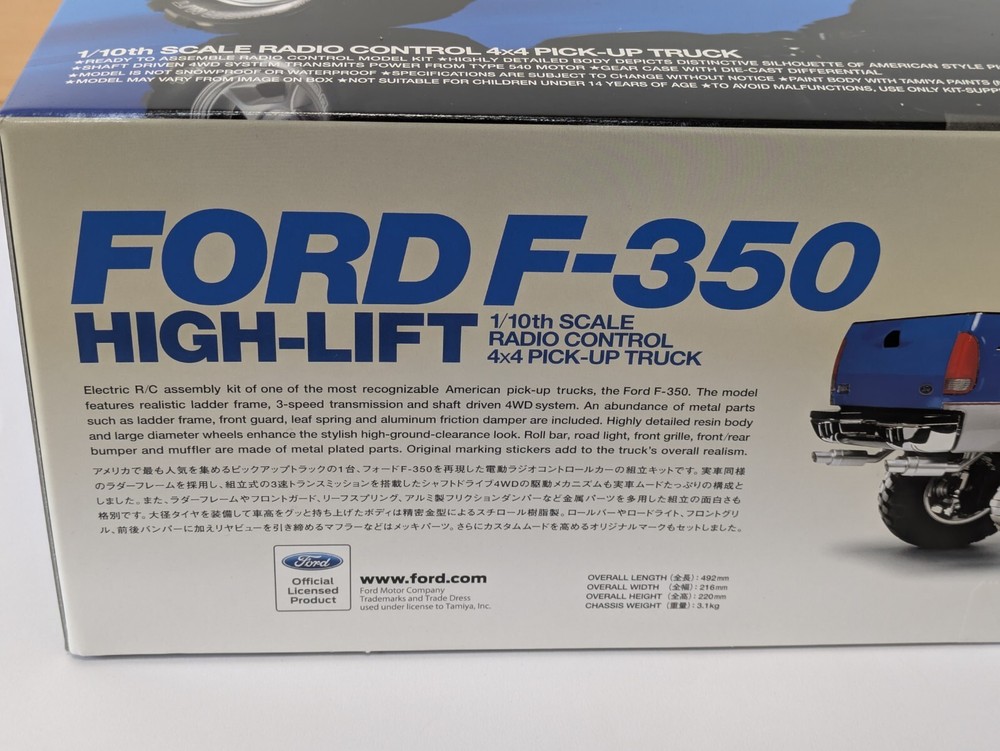 1/10th SCALE RADIO CONTROL 4x4 PICK-UP TRUCK
★READY TO ASSEMBLE RADIO CONTROL MODEL KIT ★HIGHLY DETAILED BODY DEPICTS DISTINCTIVE SILHOUETTE OF AMERICAN STYLE
★SHAFT DRIVEN 4WD SYSTEM TRANSMITS POWER FROM TYPE 540 MOTOR ★GEAR CASE WITH DIE-CAST DIFFERENTIAL.
★MODEL IS NOT SNOWPROOF OR WATERPROOF ★SPECIFICATIONS ARE SUBJECT TO CHANGE WITHOUT NOTICE ★PAINT BODY WITH TAMIYA PAINTS
★MODEL MAY VARY FROM IMAGE ON BOX ★NOT SUITABLE FOR CHILDREN UNDER 14 YEARS OF AGE ★TO AVOID MALFUNCTIONS, USE ONLY
FORD F-350
HIGH-LIFT
1/10th SCALE
RADIO CONTROL
4x4 PICK-UP TRUCK
Electric R/C assembly kit of one of the most recognizable American pick-up trucks, the Ford F-350. The model
features realistic ladder frame, 3-speed transmission and shaft driven 4WD system. An abundance of metal parts
such as ladder frame, front guard, leaf spring and aluminum friction damper are included. Highly detailed resin body
and large diameter wheels enhance the stylish high-ground-clearance look. Roll bar, road light, front grille, front/rear
bumper and muffler are made of metal plated parts. Original marking stickers add to the truck's overall realism.
アメリカで最も人気を集めるピックアップトラックの1台、フォードF-350を再現した電動ラジオコントロールカーの組立キットです。実車同様
のラダーフレームを採用し、組立式の3速トランスミッションを搭載したシャフトドライブ4WDの駆動メカニズムも実車ムードたっぷりの構成と
しました。また、ラダーフレームやフロントガード、リーフスプリング、アルミ製フリクションダンパーなど金属パーツを多用した組立の面白さも
格別です。大径タイヤを装備して車高をグッと持ち上げたボディは精密金型によるスチロール樹脂製。ロールバーやロードライト、フロントグリ
ル、前後バンパーに加えリヤビューを引き締めるマフラーなどはメッキパーツ。さらにカスタムムードを高めるオリジナルマークもセットしました。
Ford
Official
Licensed
Product
www.ford.com
Ford Motor Company
Trademarks and Trade Dress
used under license to Tamiya, Inc.
OVERALL LENGTH (全長) : 492mm
OVERALL WIDTH (全幅) : 216mm
OVERALL HEIGHT (全高) : 220mm
CHASSIS WEIGHT (重量) : 3.1kg